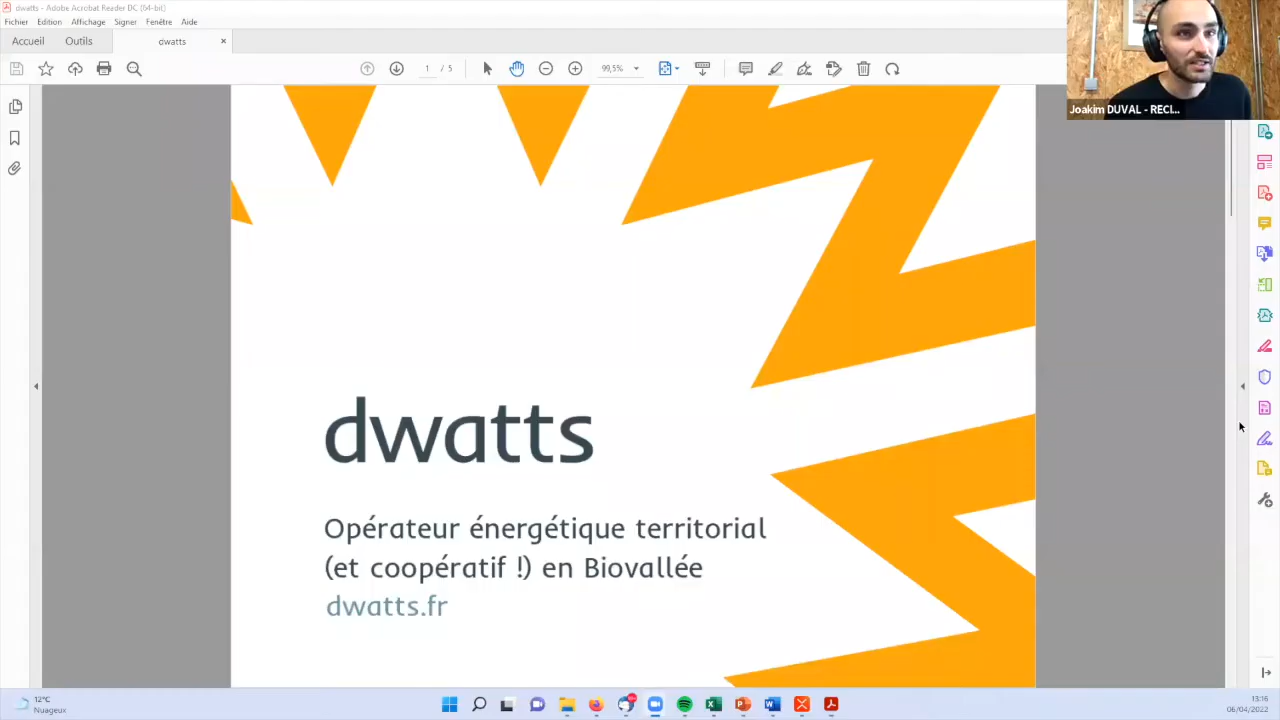 dwatts - Adobe Acrobat Reader DC (64-bit)
Fichier Edition Affichage Signer Fenêtre Aide
Accueil Outils dwatts ×
1 / 5 99,5%
Joakim DUVAL - RECI...
dwatts
Opérateur énergétique territorial
(et coopératif !) en Biovallée
dwatts.fr
12°C
Nuageux
13:16
06/04/2022